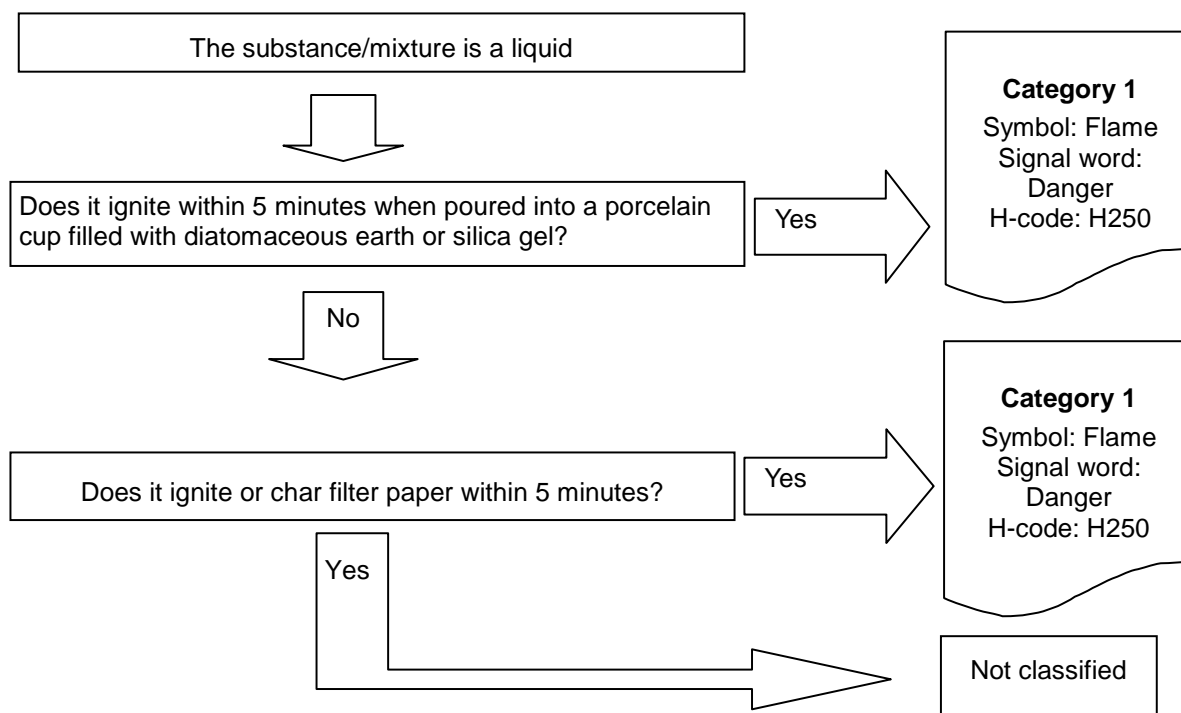 The substance/mixture is a liquid
Category 1
Symbol: Flame
Signal word:
Danger
H-code: H250
Does it ignite within 5 minutes when poured into a porcelain
cup filled with diatomaceous earth or silica gel?
Yes
No
Category 1
Symbol: Flame
Signal word:
Danger
H-code: H250
Does it ignite or char filter paper within 5 minutes?
Yes
Yes
Not classified